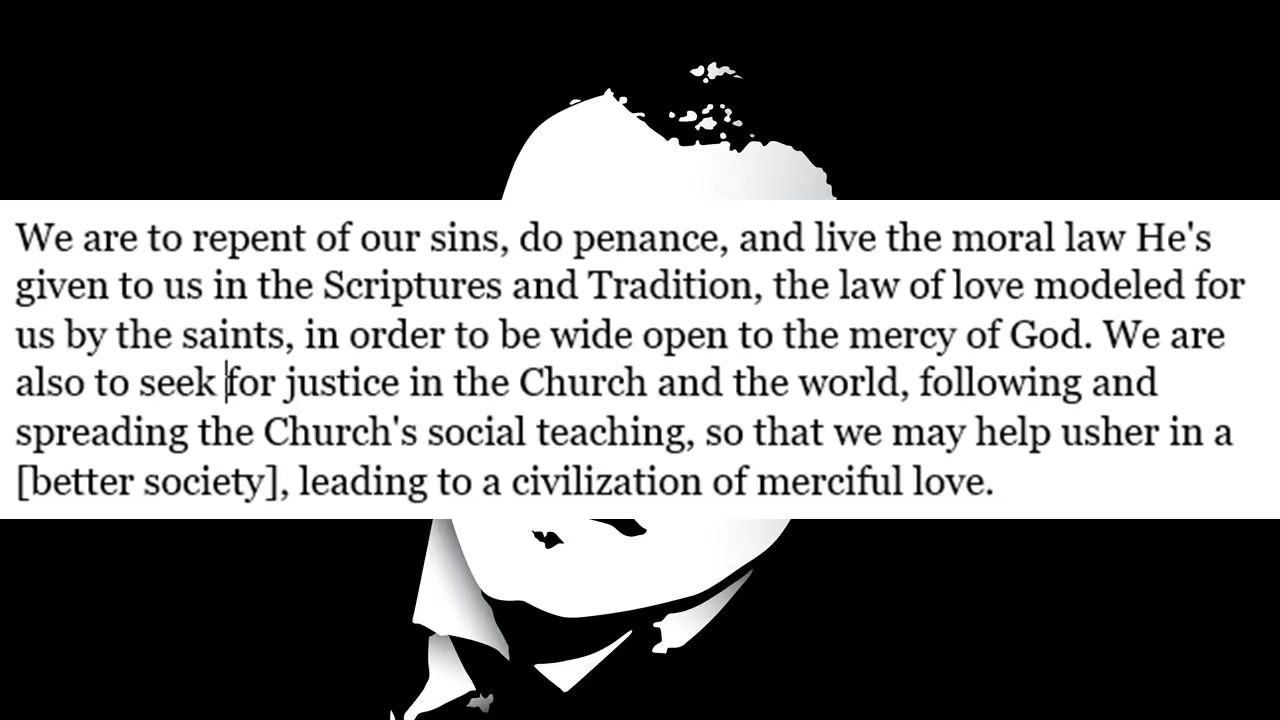 We are to repent of our sins, do penance, and live the moral law He's
given to us in the Scriptures and Tradition, the law of love modeled for
us by the saints, in order to be wide open to the mercy of God. We are
also to seek for justice in the Church and the world, following and
spreading the Church's social teaching, so that we may help usher in a
[better society], leading to a civilization of merciful love.